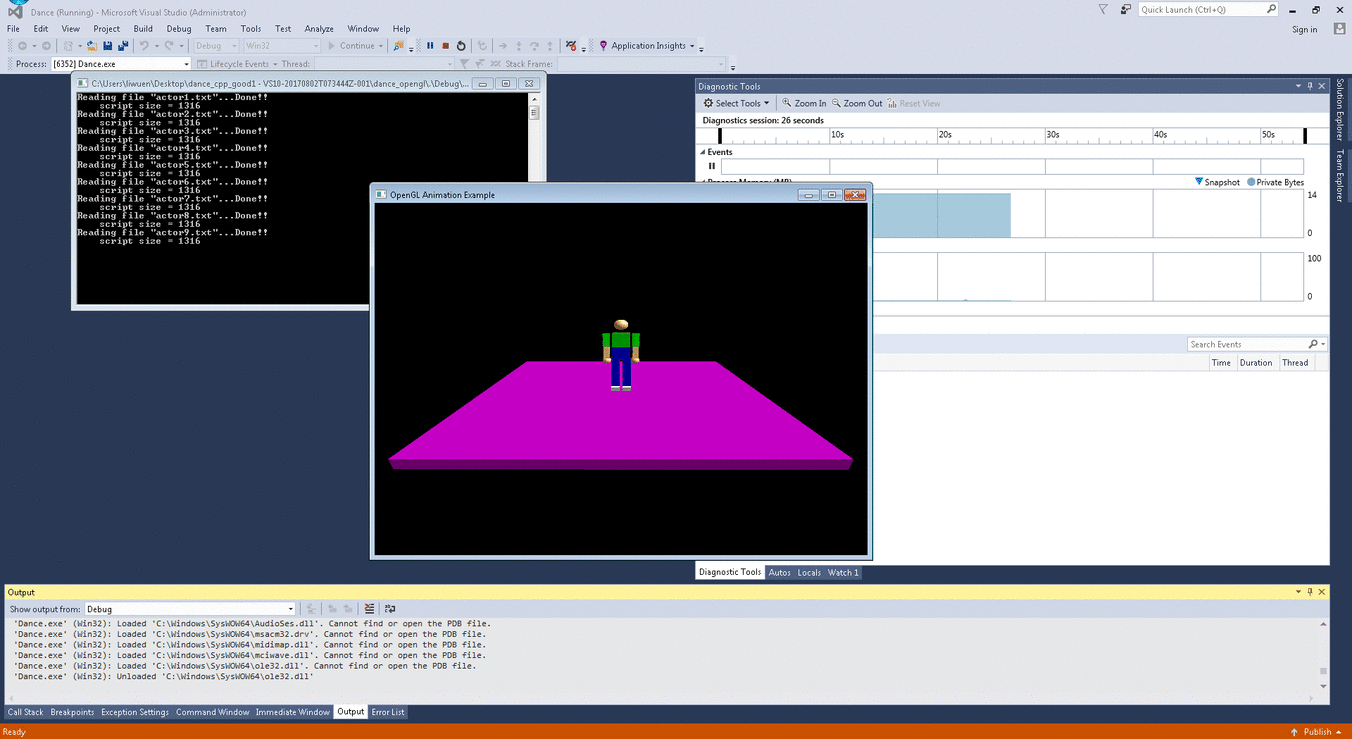 Dance (Running) - Microsoft Visual Studio (Administrator)
Quick Launch (Ctrl+Q)
File Edit View Project Build Debug Team Tools Test Analyze Window Help
Sign in
Debug Win32 Continue Application Insights
Process: [6352] Dance.exe Lifecycle Events Thread: Stack Frame:
C:\Users\liwuen\Desktop\dance_cpp_good1 - VS10-20170802T073444Z-001\dance_opengl\.\Debug\...
Reading file "actor1.txt"...Done!!
script size = 1316
Reading file "actor2.txt"...Done!!
script size = 1316
Reading file "actor3.txt"...Done!!
script size = 1316
Reading file "actor4.txt"...Done!!
script size = 1316
Reading file "actor5.txt"...Done!!
script size = 1316
Reading file "actor6.txt"...Done!!
script size = 1316
Reading file "actor7.txt"...Done!!
script size = 1316
Reading file "actor8.txt"...Done!!
script size = 1316
Reading file "actor9.txt"...Done!!
script size = 1316
OpenGL Animation Example
Diagnostic Tools
Select Tools Zoom In Zoom Out Reset View
Diagnostics session: 26 seconds
10s 20s 30s 40s 50s
Events
Process Memory (MB)
Snapshot Private Bytes
14
0
100
0
Search Events
Time Duration Thread
Diagnostic Tools Autos Locals Watch 1
Solution Explorer
Team Explorer
Output
Show output from: Debug
'Dance.exe' (Win32): Loaded 'C:\Windows\SysWOW64\AudioSes.dll'. Cannot find or open the PDB file.
'Dance.exe' (Win32): Loaded 'C:\Windows\SysWOW64\msacm32.drv'. Cannot find or open the PDB file.
'Dance.exe' (Win32): Loaded 'C:\Windows\SysWOW64\midimap.dll'. Cannot find or open the PDB file.
'Dance.exe' (Win32): Loaded 'C:\Windows\SysWOW64\mciwave.dll'. Cannot find or open the PDB file.
'Dance.exe' (Win32): Loaded 'C:\Windows\SysWOW64\ole32.dll'. Cannot find or open the PDB file.
'Dance.exe' (Win32): Unloaded 'C:\Windows\SysWOW64\ole32.dll'
Call Stack Breakpoints Exception Settings Command Window Immediate Window Output Error List
Ready
Publish